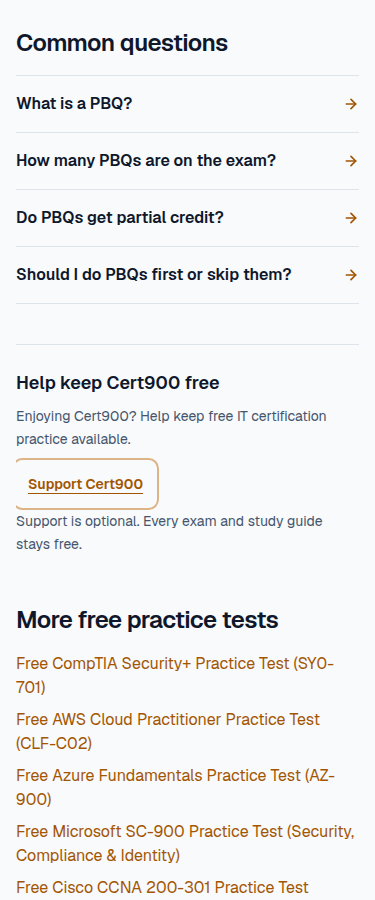 Common questions
What is a PBQ?
How many PBQs are on the exam?
Do PBQs get partial credit?
Should I do PBQs first or skip them?
Help keep Cert900 free
Enjoying Cert900? Help keep free IT certification
practice available.
Support Cert900
Support is optional. Every exam and study guide
stays free.
More free practice tests
Free CompTIA Security+ Practice Test (SY0-
701)
Free AWS Cloud Practitioner Practice Test
(CLF-C02)
Free Azure Fundamentals Practice Test (AZ-
900)
Free Microsoft SC-900 Practice Test (Security,
Compliance & Identity)
Free Cisco CCNA 200-301 Practice Test